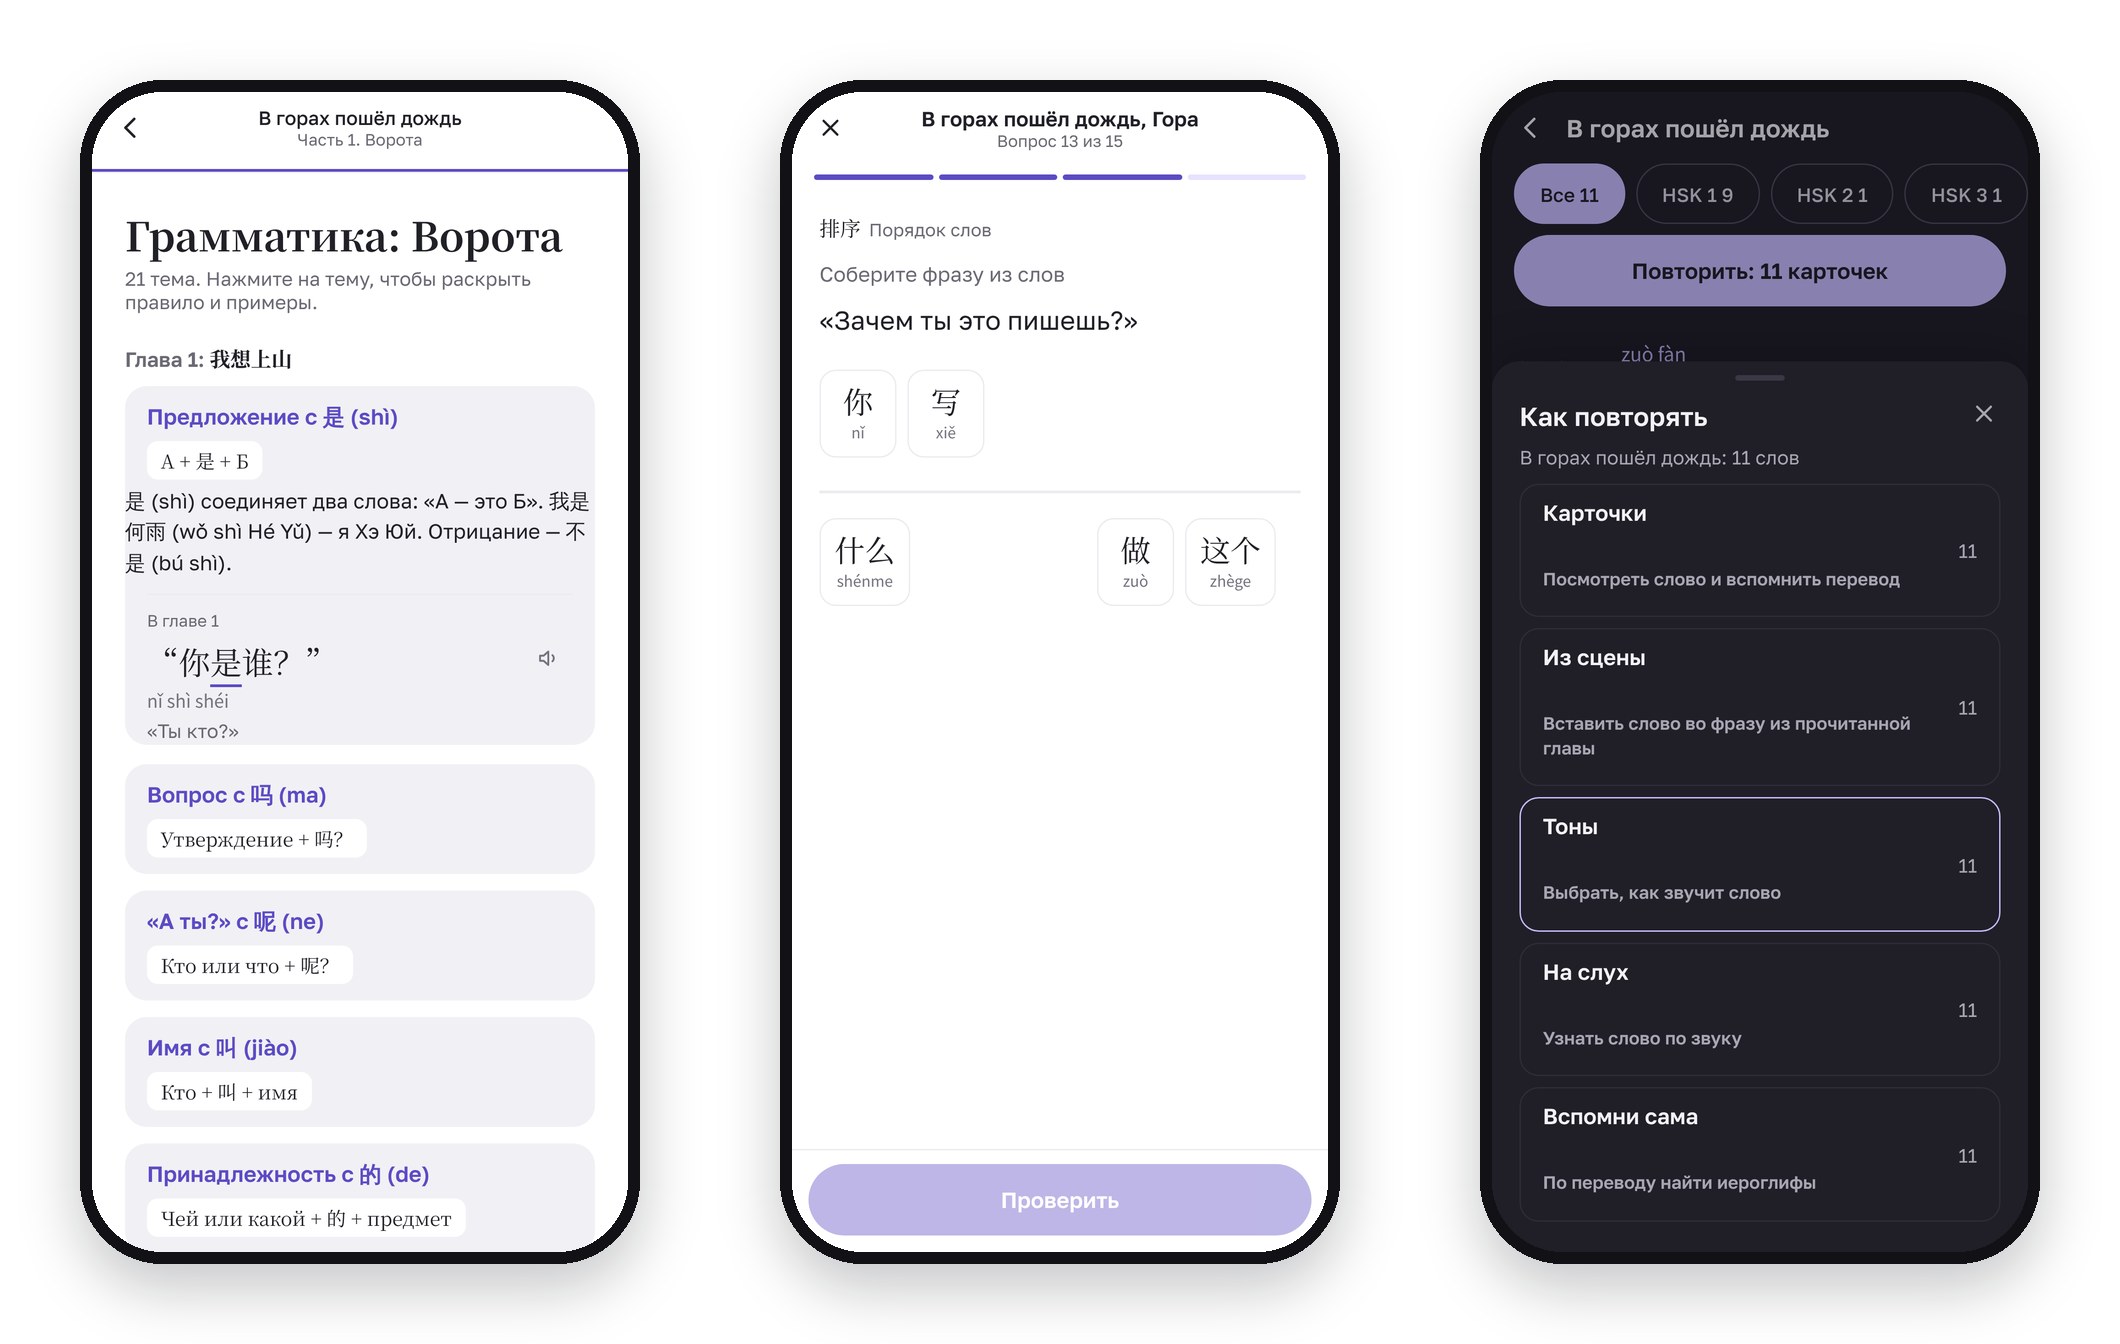 В горах пошёл дождь
Часть 1. Ворота
Грамматика: Ворота
21 тема. Нажмите на тему, чтобы раскрыть
правило и примеры.
Глава 1: 我想上山
Предложение с 是 (shì)
А + 是 + Б
是 (shì) соединяет два слова: «А — это Б». 我是
何雨 (wǒ shì Hé Yǔ) — я Хэ Юй. Отрицание — 不
是 (bú shì).
В главе 1
“你是谁？”
nǐ shì shéi
«Ты кто?»
Вопрос с 吗 (ma)
Утверждение + 吗?
«А ты?» с 呢 (ne)
Кто или что + 呢?
Имя с 叫 (jiào)
Кто + 叫 + имя
Принадлежность с 的 (de)
Чей или какой + 的 + предмет
В горах пошёл дождь, Гора
Вопрос 13 из 15
排序 Порядок слов
Соберите фразу из слов
«Зачем ты это пишешь?»
你 写
nǐ xiě
什么 做 这个
shénme zuò zhège
Проверить
В горах пошёл дождь
Все 11 HSK 1 9 HSK 2 1 HSK 3 1
Повторить: 11 карточек
zuò fàn
Как повторять
В горах пошёл дождь: 11 слов
Карточки
11
Посмотреть слово и вспомнить перевод
Из сцены
11
Вставить слово во фразу из прочитанной
главы
Тоны
11
Выбрать, как звучит слово
На слух
11
Узнать слово по звуку
Вспомни сама
11
По переводу найти иероглифы